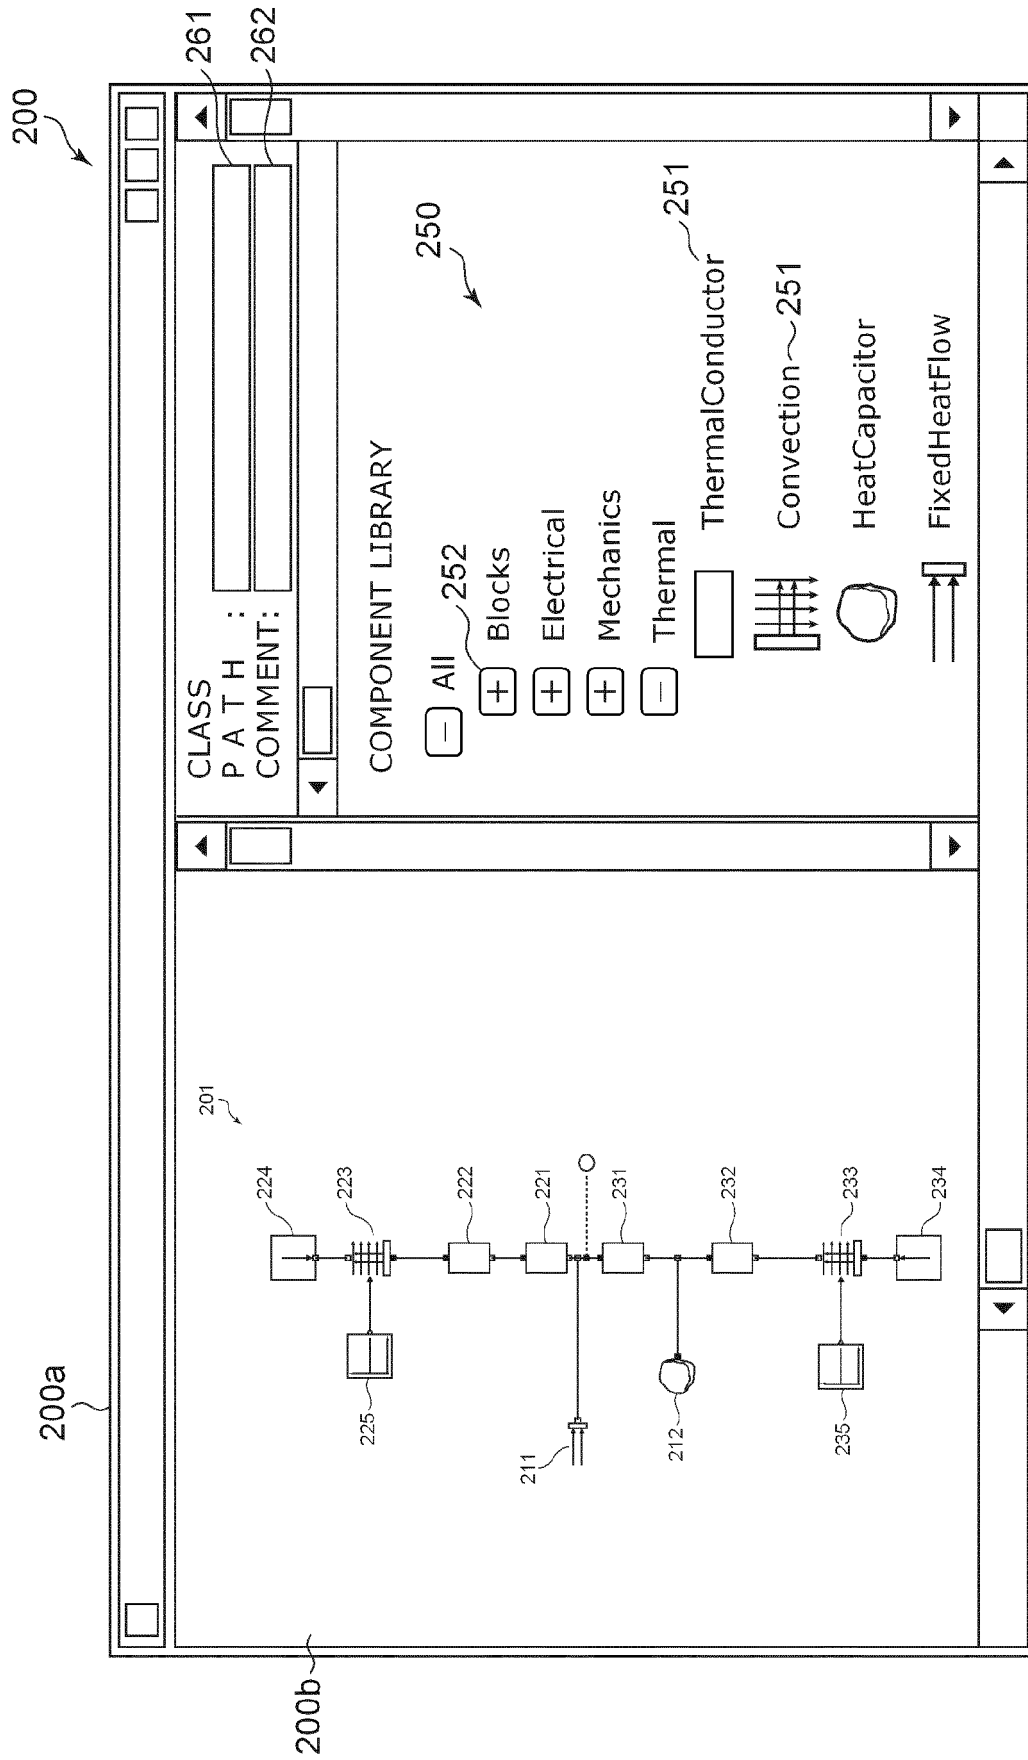 200
200a
200b
261
262
CLASS
P A T H :
COMMENT:
250
COMPONENT LIBRARY
− All
252
+ Blocks
+ Electrical
+ Mechanics
− Thermal
ThermalConductor 251
Convection 251
HeatCapacitor
FixedHeatFlow
201
224
223
225
222
221
211
231
212
232
233
235
234